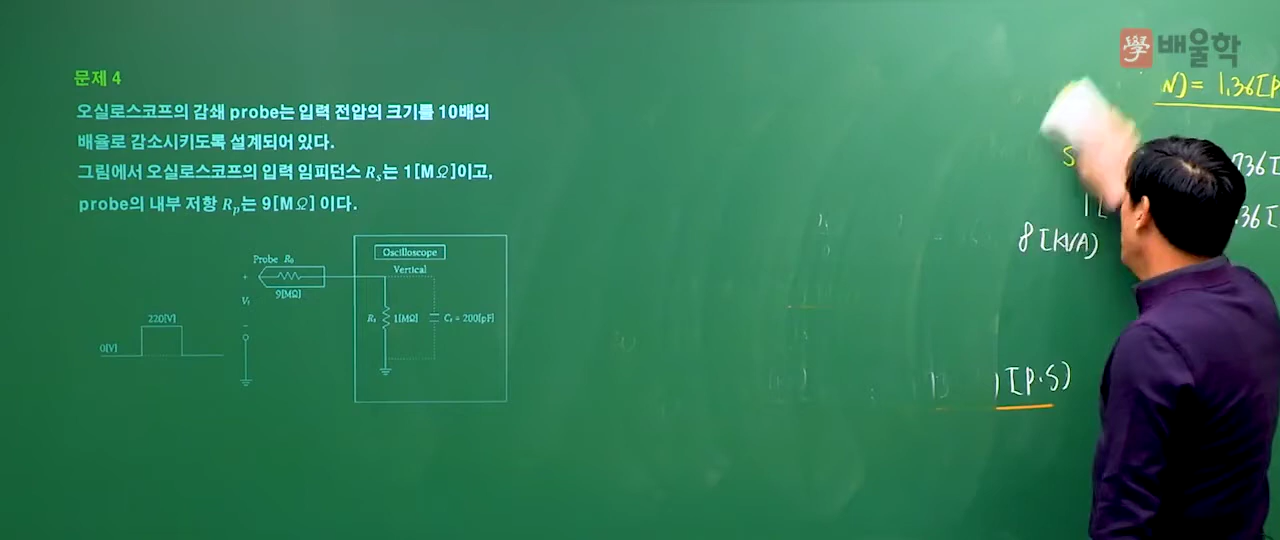 學 배울학
문제 4
오실로스코프의 감쇄 probe는 입력 전압의 크기를 10배의
배율로 감소시키도록 설계되어 있다.
그림에서 오실로스코프의 입력 임피던스 Rs는 1[MΩ]이고,
probe의 내부 저항 Rp는 9[MΩ] 이다.
Oscilloscope
Vertical
Probe
9[MΩ]
+
−
1[MΩ]
= 200[pF]
220[V]
0[V]
N) = 1.36[P
736[
.36[
8[kVA)
[P.S)